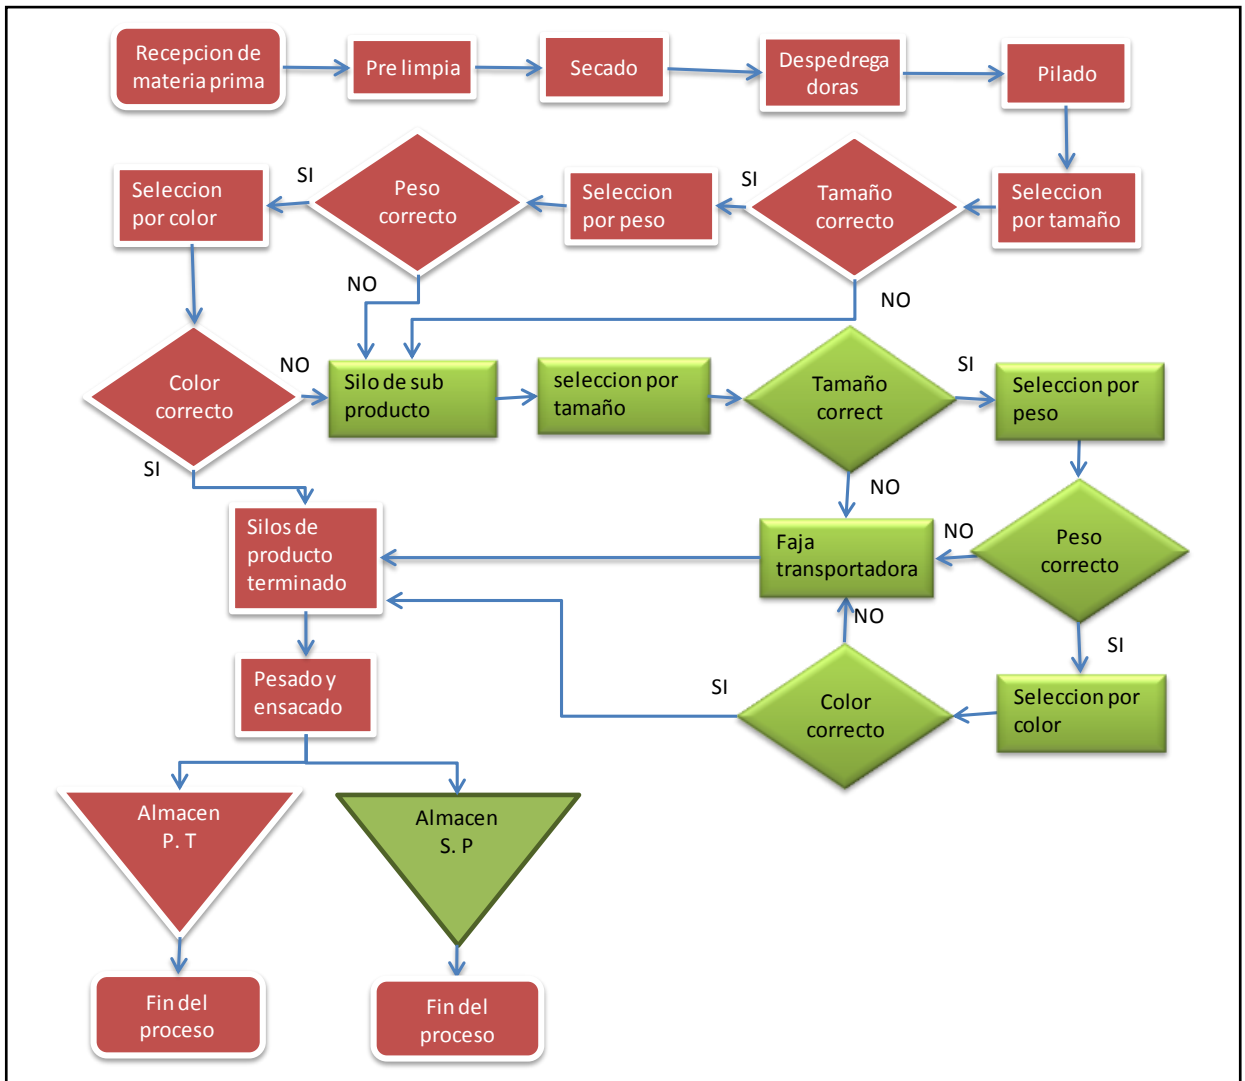 Recepcion de
materia prima
Pre limpia
Secado
Despedrega
doras
Pilado
Seleccion
por color
SI
Peso
correcto
Seleccion
por peso
SI
Tamaño
correcto
Seleccion
por tamaño
NO
NO
Color
correcto
NO
Silo de sub
producto
seleccion por
tamaño
Tamaño
correct
SI
Seleccion por
peso
SI
NO
Silos de
producto
terminado
Faja
transportadora
NO
Peso
correcto
NO
SI
Pesado y
ensacado
SI
Color
correcto
Seleccion por
color
Almacen
P. T
Almacen
S. P
Fin del
proceso
Fin del
proceso